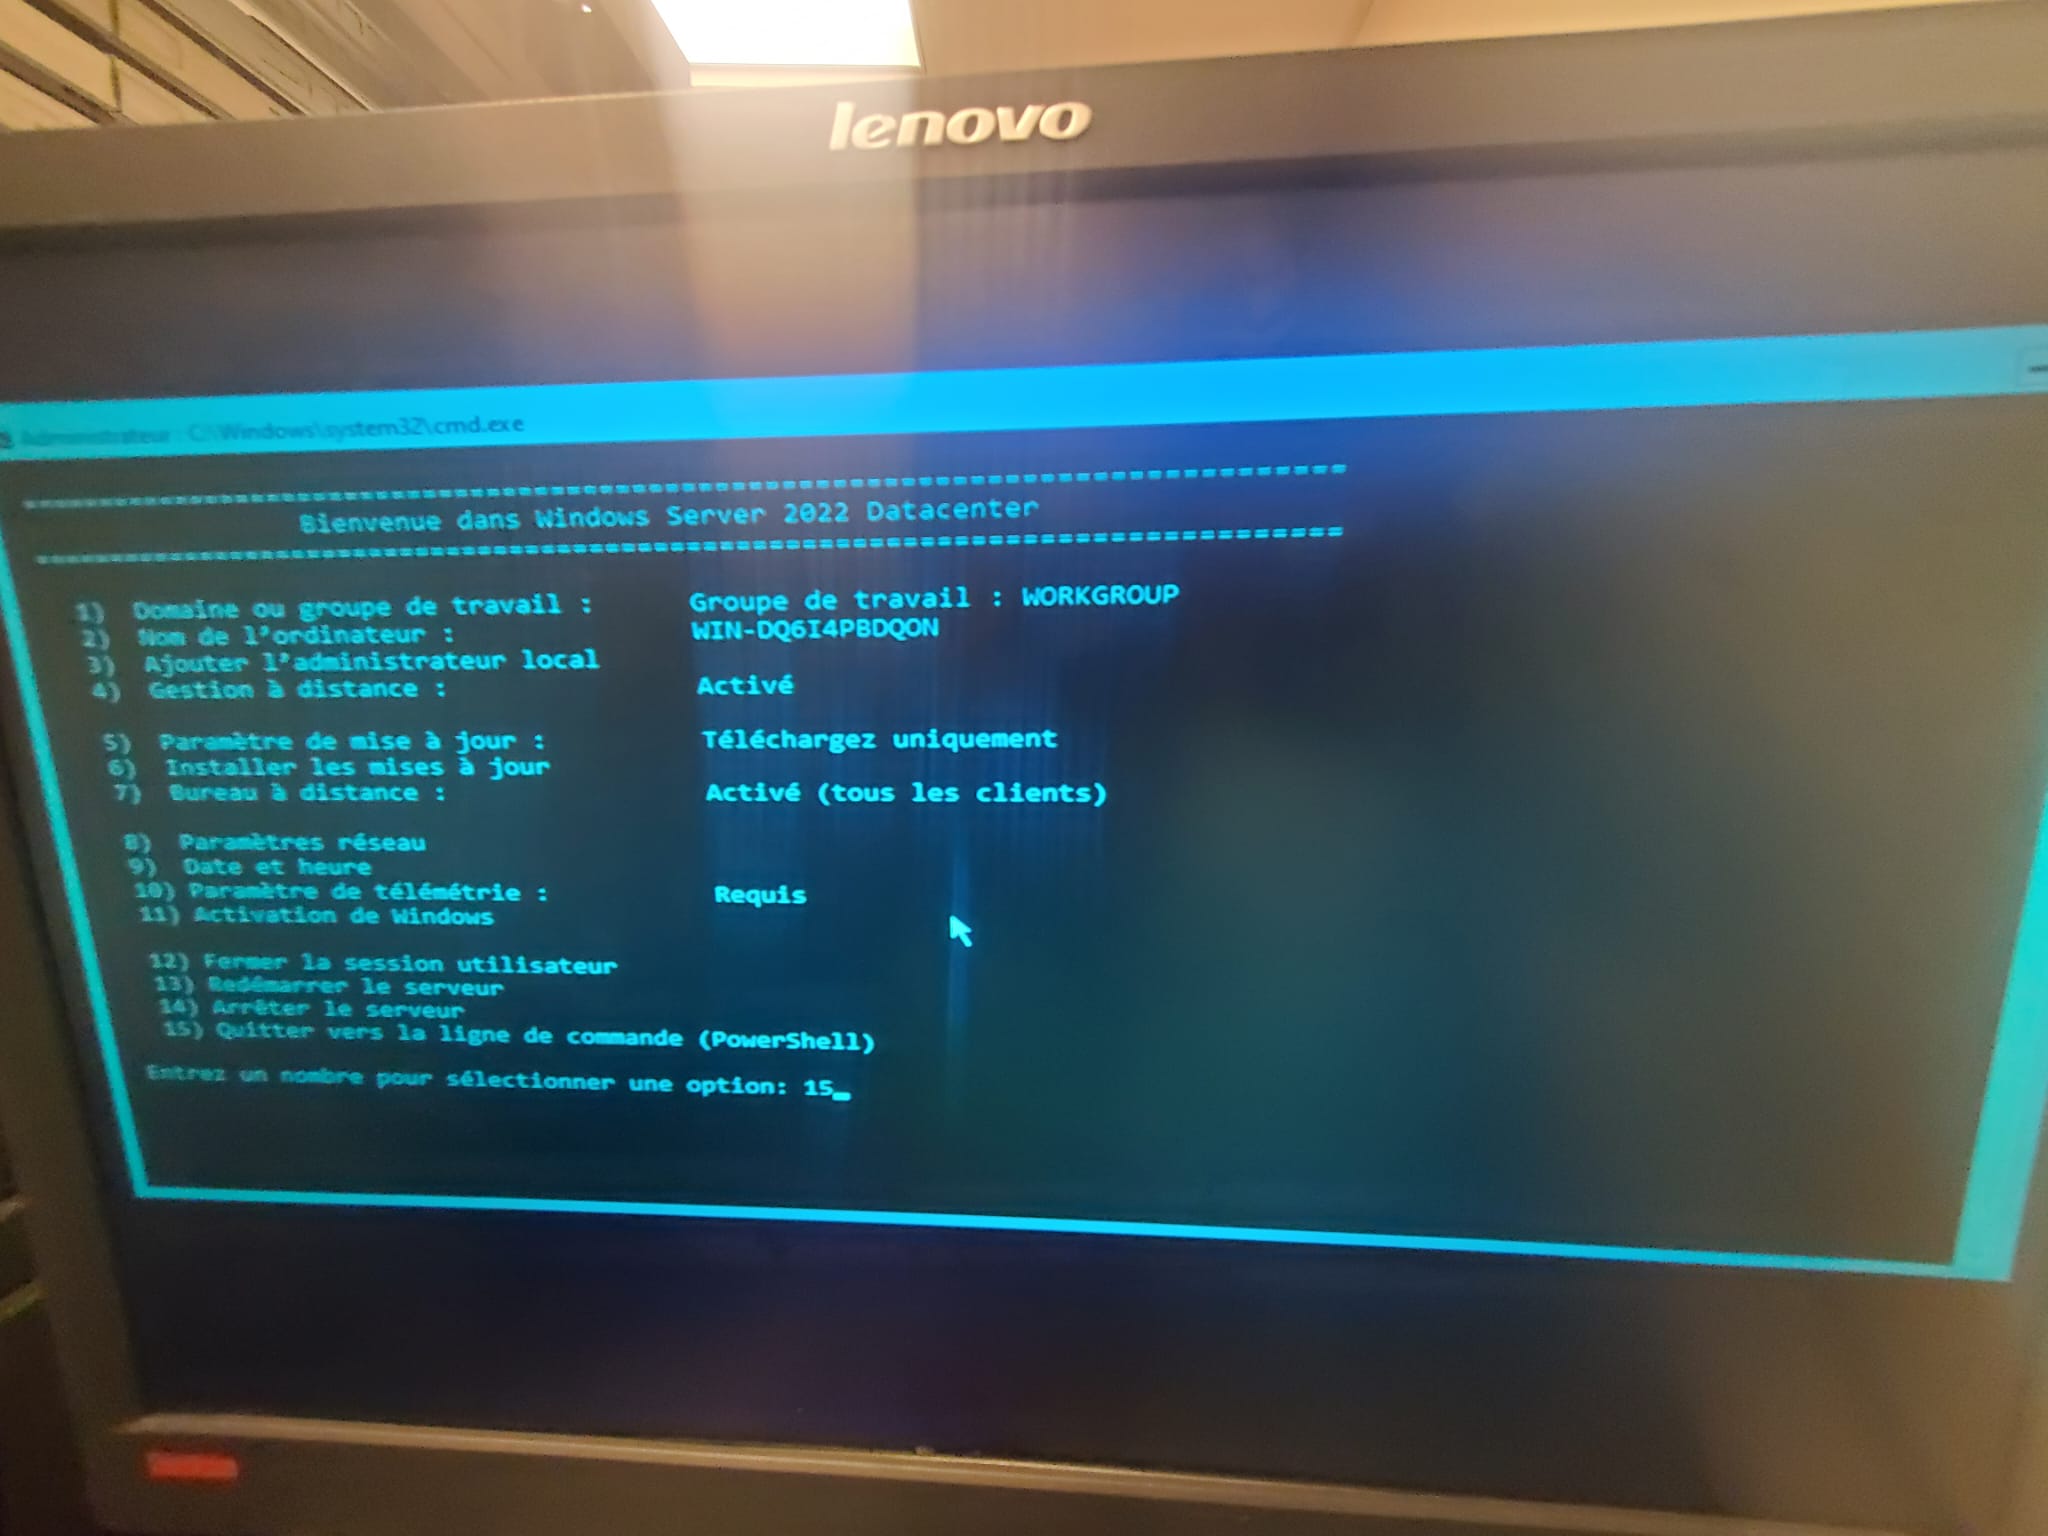 lenovo
Administrateur : C:\Windows\system32\cmd.exe
================================================================================
Bienvenue dans Windows Server 2022 Datacenter
================================================================================
1) Domaine ou groupe de travail : Groupe de travail : WORKGROUP
2) Nom de l'ordinateur : WIN-DQ6I4PBDQON
3) Ajouter l'administrateur local
4) Gestion à distance : Activé
5) Paramètre de mise à jour : Téléchargez uniquement
6) Installer les mises à jour
7) Bureau à distance : Activé (tous les clients)
8) Paramètres réseau
9) Date et heure
10) Paramètre de télémétrie : Requis
11) Activation de Windows
12) Fermer la session utilisateur
13) Redémarrer le serveur
14) Arrêter le serveur
15) Quitter vers la ligne de commande (PowerShell)
Entrez un nombre pour sélectionner une option: 15_